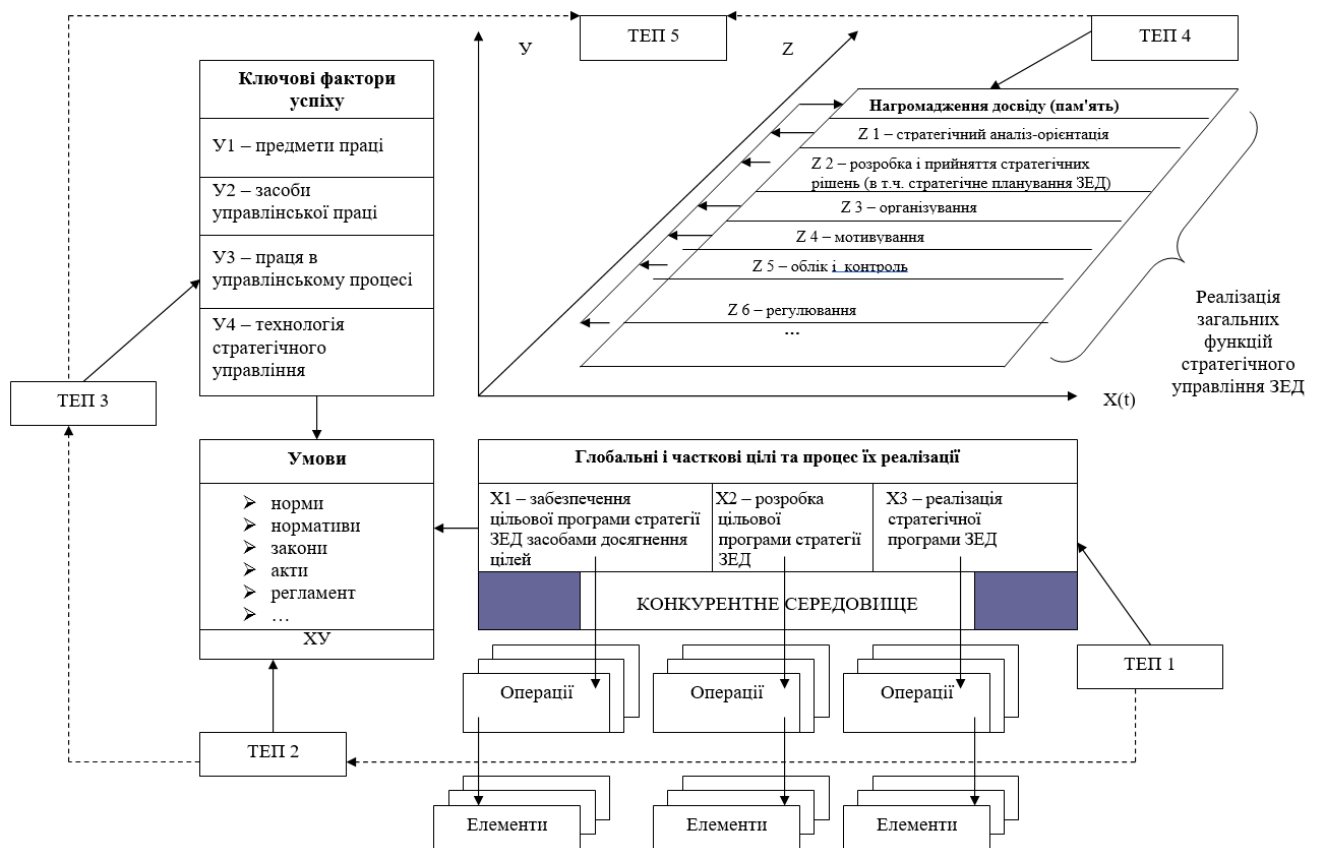 ТЕП 5
ТЕП 4
У
Z
Ключові фактори
успіху
У1 – предмети праці
У2 – засоби
управлінської праці
У3 – праця в
управлінському процесі
У4 – технологія
стратегічного
управління
Нагромадження досвіду (пам'ять)
Z 1 – стратегічний аналіз-орієнтація
Z 2 – розробка і прийняття стратегічних
рішень (в т.ч. стратегічне планування ЗЕД)
Z 3 – організування
Z 4 – мотивування
Z 5 – облік і контроль
Z 6 – регулювання
…
Реалізація
загальних
функцій
стратегічного
управління ЗЕД
X(t)
ТЕП 3
Умови
норми
нормативи
закони
акти
регламент
…
ХУ
Глобальні і часткові цілі та процес їх реалізації
Х1 – забезпечення
цільової програми стратегії
ЗЕД засобами досягнення
цілей
Х2 – розробка
цільової
програми стратегії
ЗЕД
Х3 – реалізація
стратегічної
програми ЗЕД
КОНКУРЕНТНЕ СЕРЕДОВИЩЕ
ТЕП 1
Операції
Операції
Операції
ТЕП 2
Елементи
Елементи
Елементи